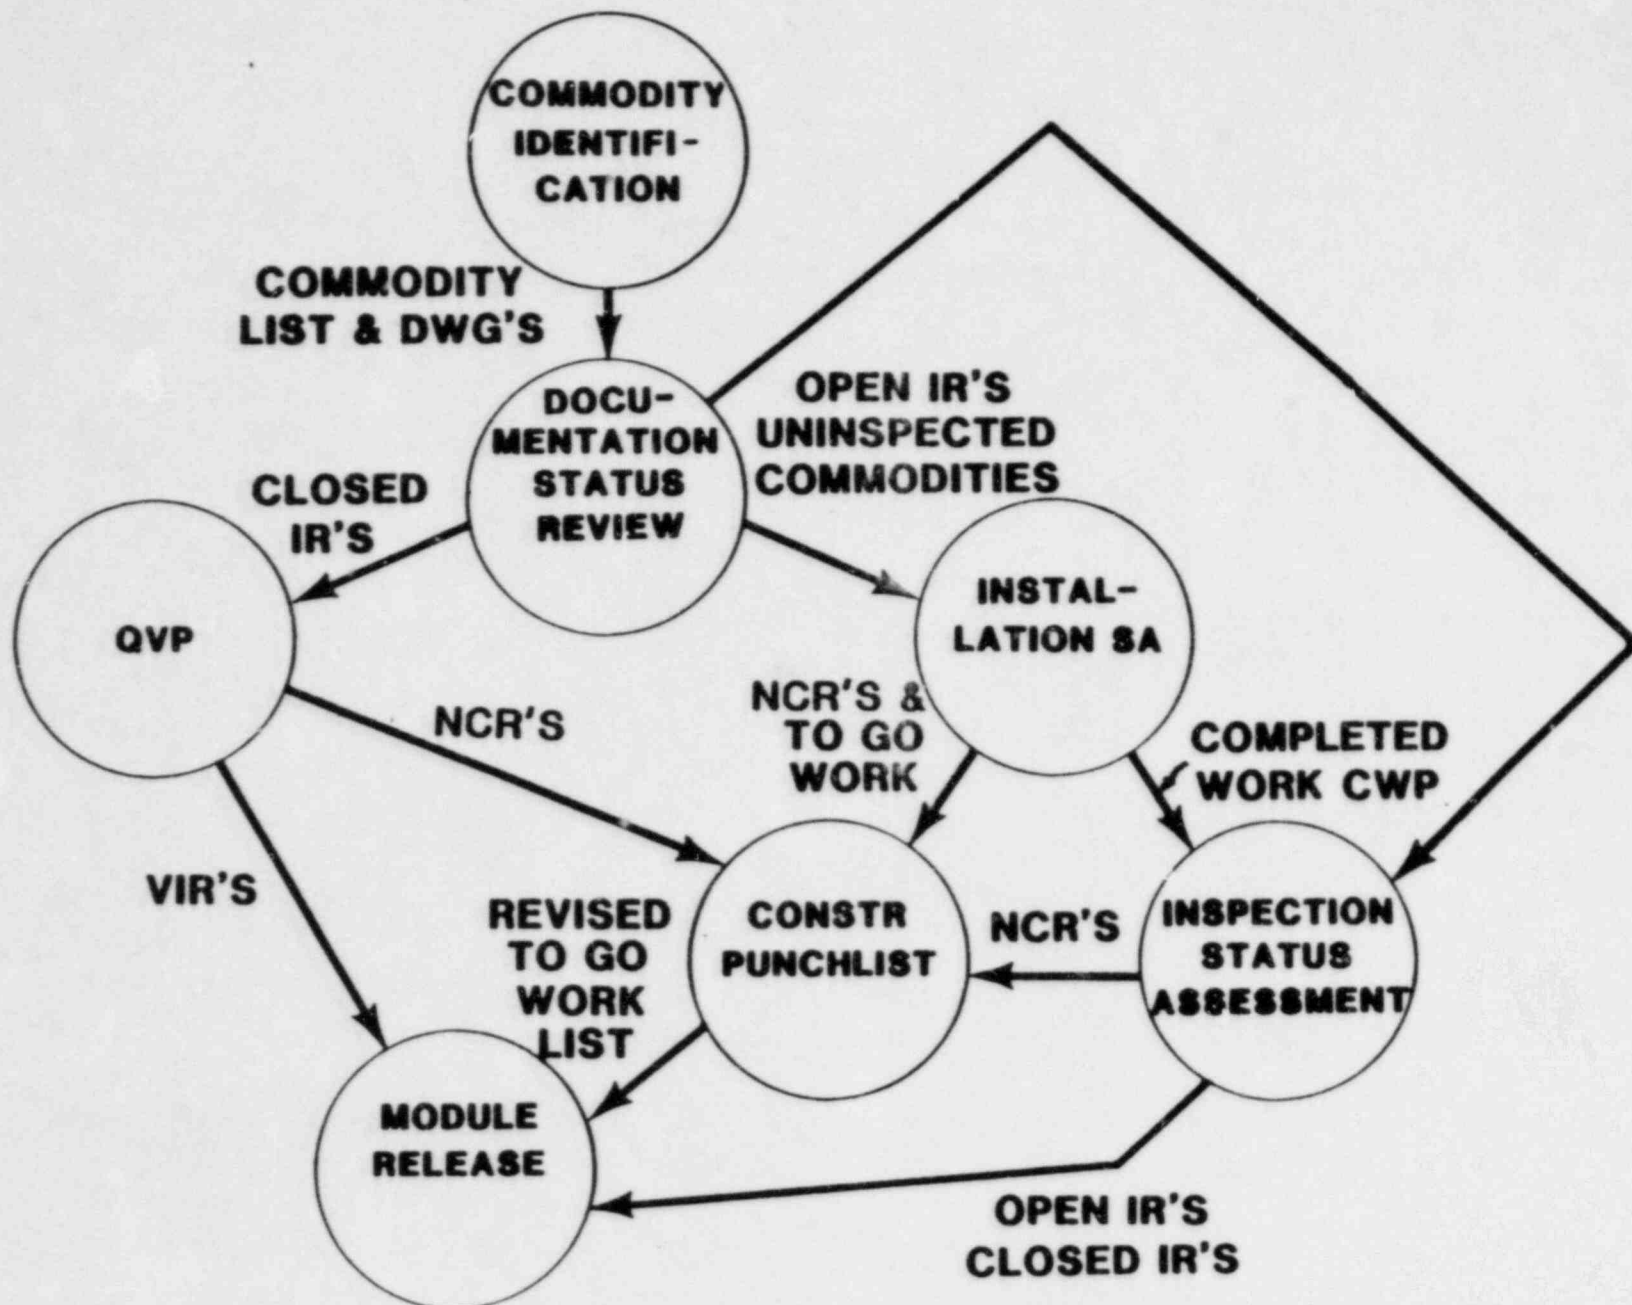 COMMODITY
IDENTIFI-
CATION
COMMODITY
LIST & DWG'S
DOCU-
MENTATION
STATUS
REVIEW
OPEN IR'S
UNINSPECTED
COMMODITIES
CLOSED
IR'S
QVP
INSTAL-
LATION SA
NCR'S
NCR'S &
TO GO
WORK
COMPLETED
WORK CWP
VIR'S
REVISED
TO GO
WORK
LIST
CONSTR
PUNCHLIST
NCR'S
INSPECTION
STATUS
ASSESSMENT
MODULE
RELEASE
OPEN IR'S
CLOSED IR'S